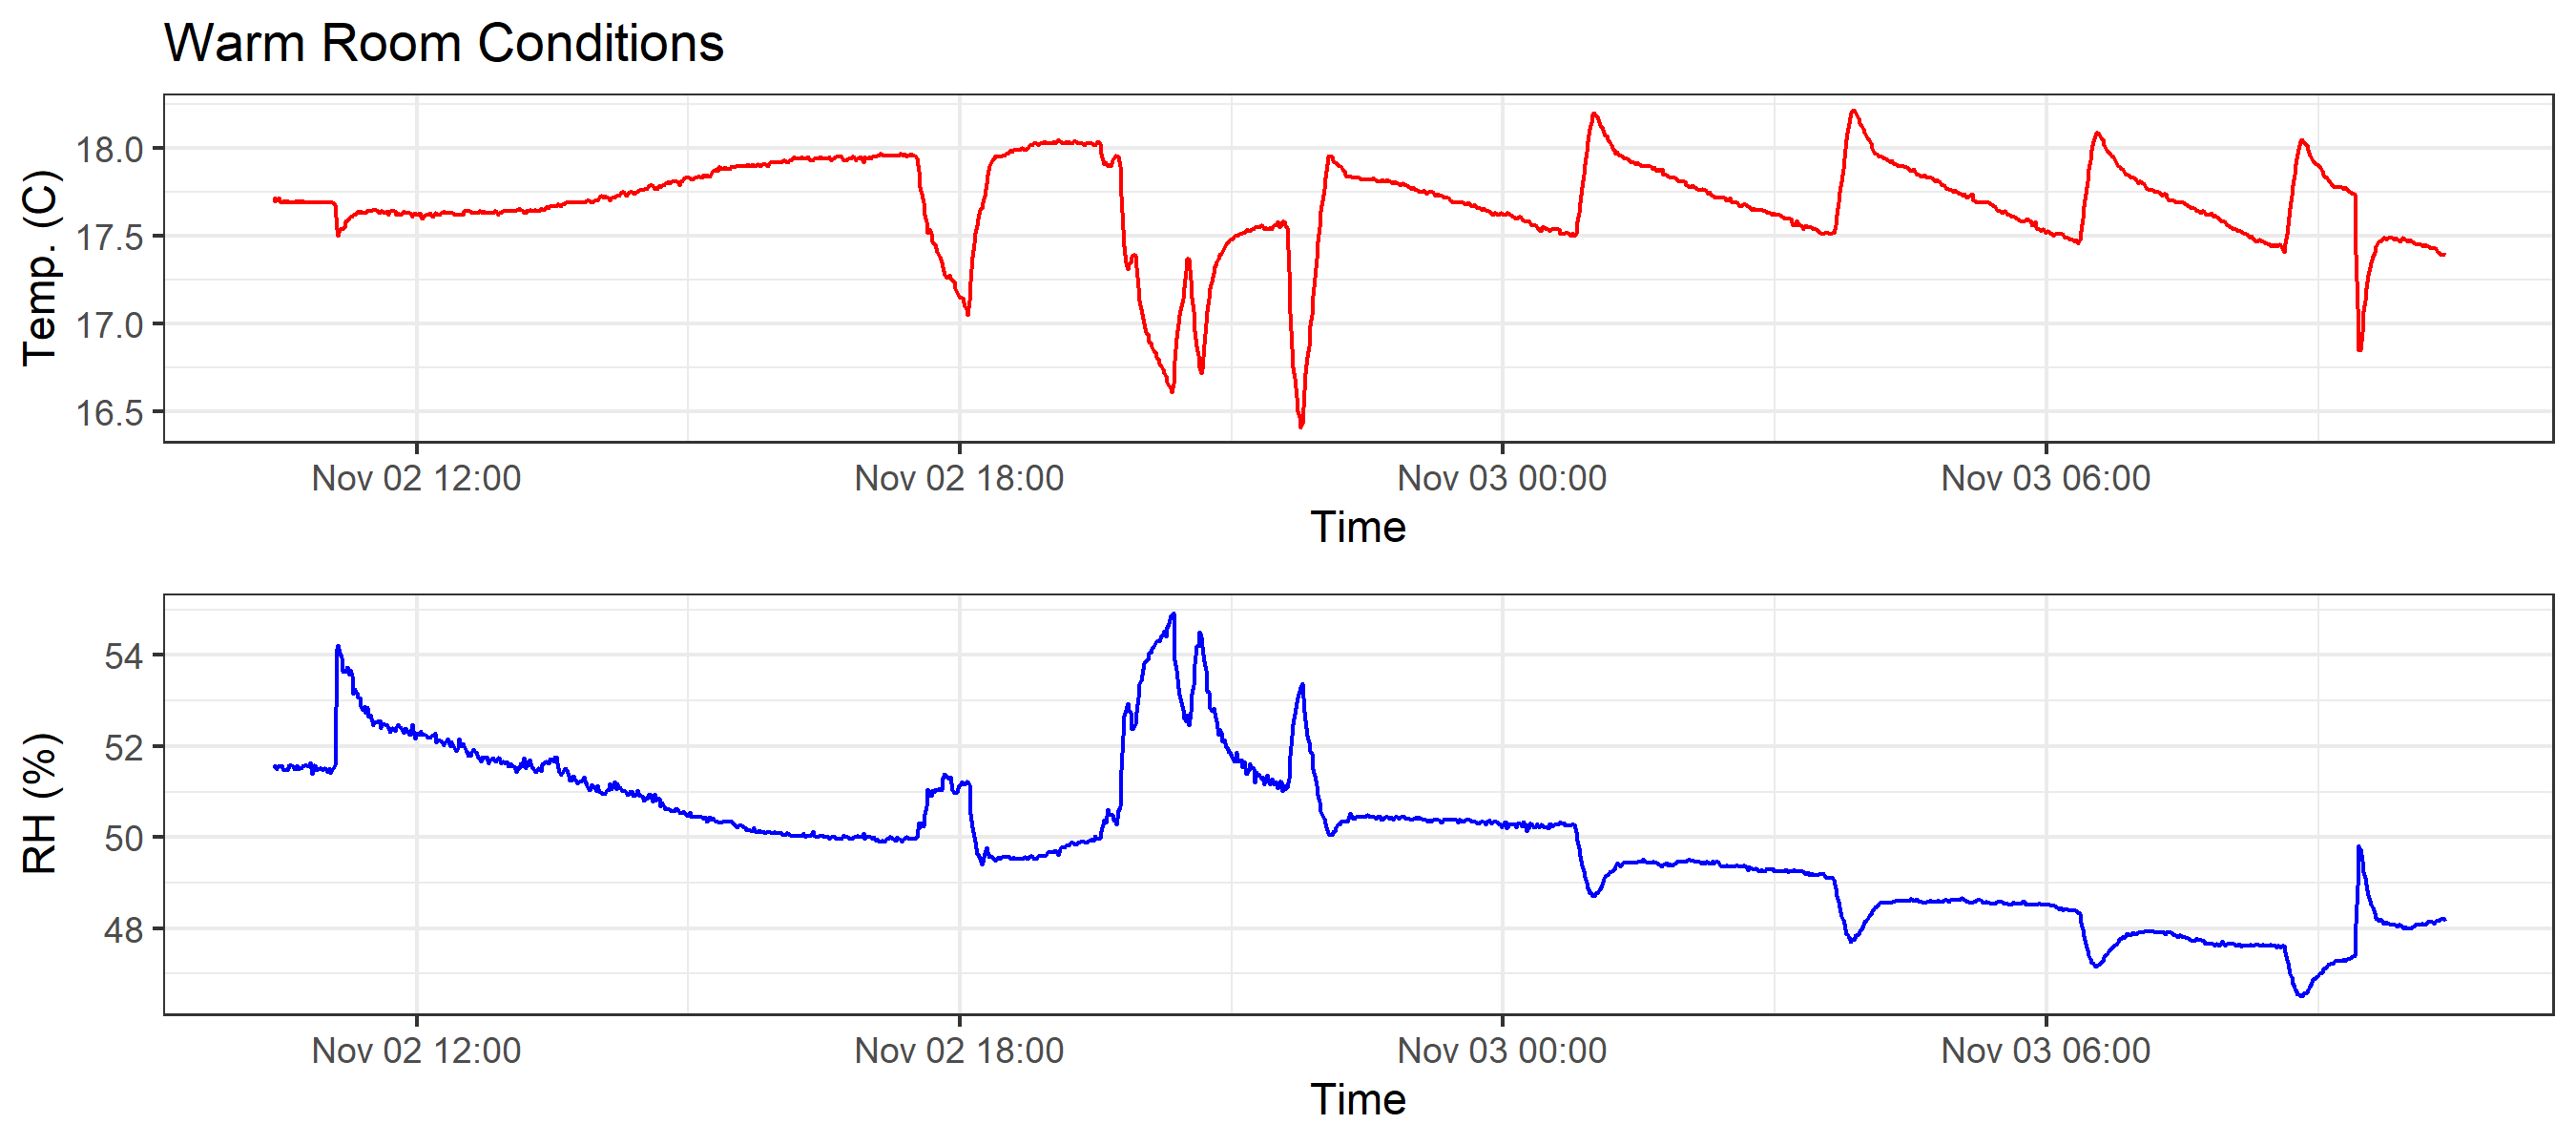 Warm Room Conditions
Temp. (C)
18.0
17.5
17.0
16.5
Nov 02 12:00 Nov 02 18:00 Nov 03 00:00 Nov 03 06:00
Time
RH (%)
54
52
50
48
Nov 02 12:00 Nov 02 18:00 Nov 03 00:00 Nov 03 06:00
Time